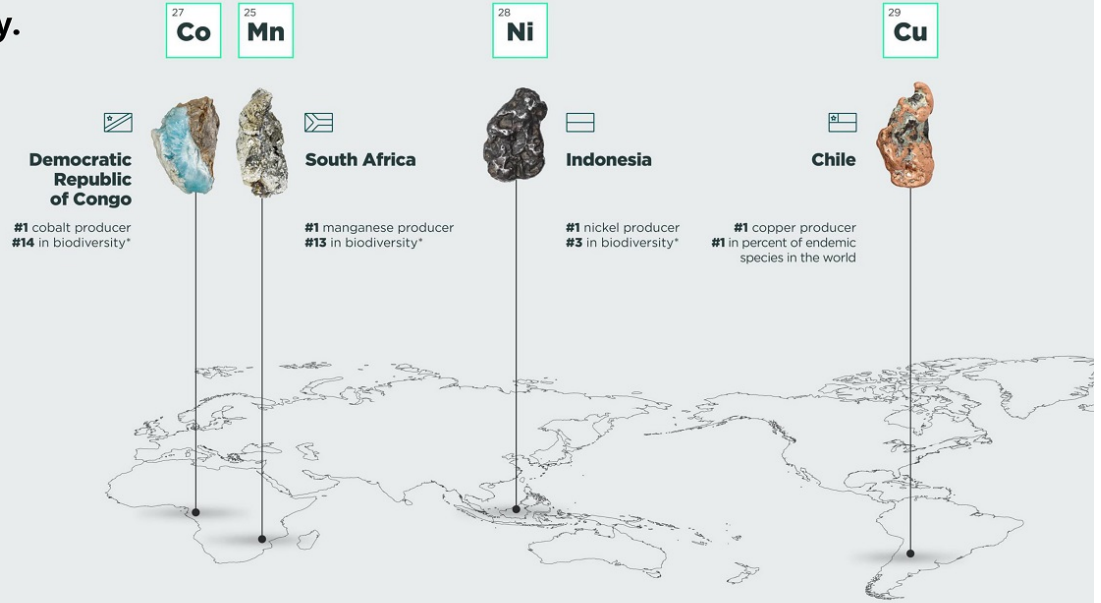 y.
27
Co
25
Mn
28
Ni
29
Cu
Democratic
Republic
of Congo
#1 cobalt producer
#14 in biodiversity*
South Africa
#1 manganese producer
#13 in biodiversity*
Indonesia
#1 nickel producer
#3 in biodiversity*
Chile
#1 copper producer
#1 in percent of endemic
species in the world